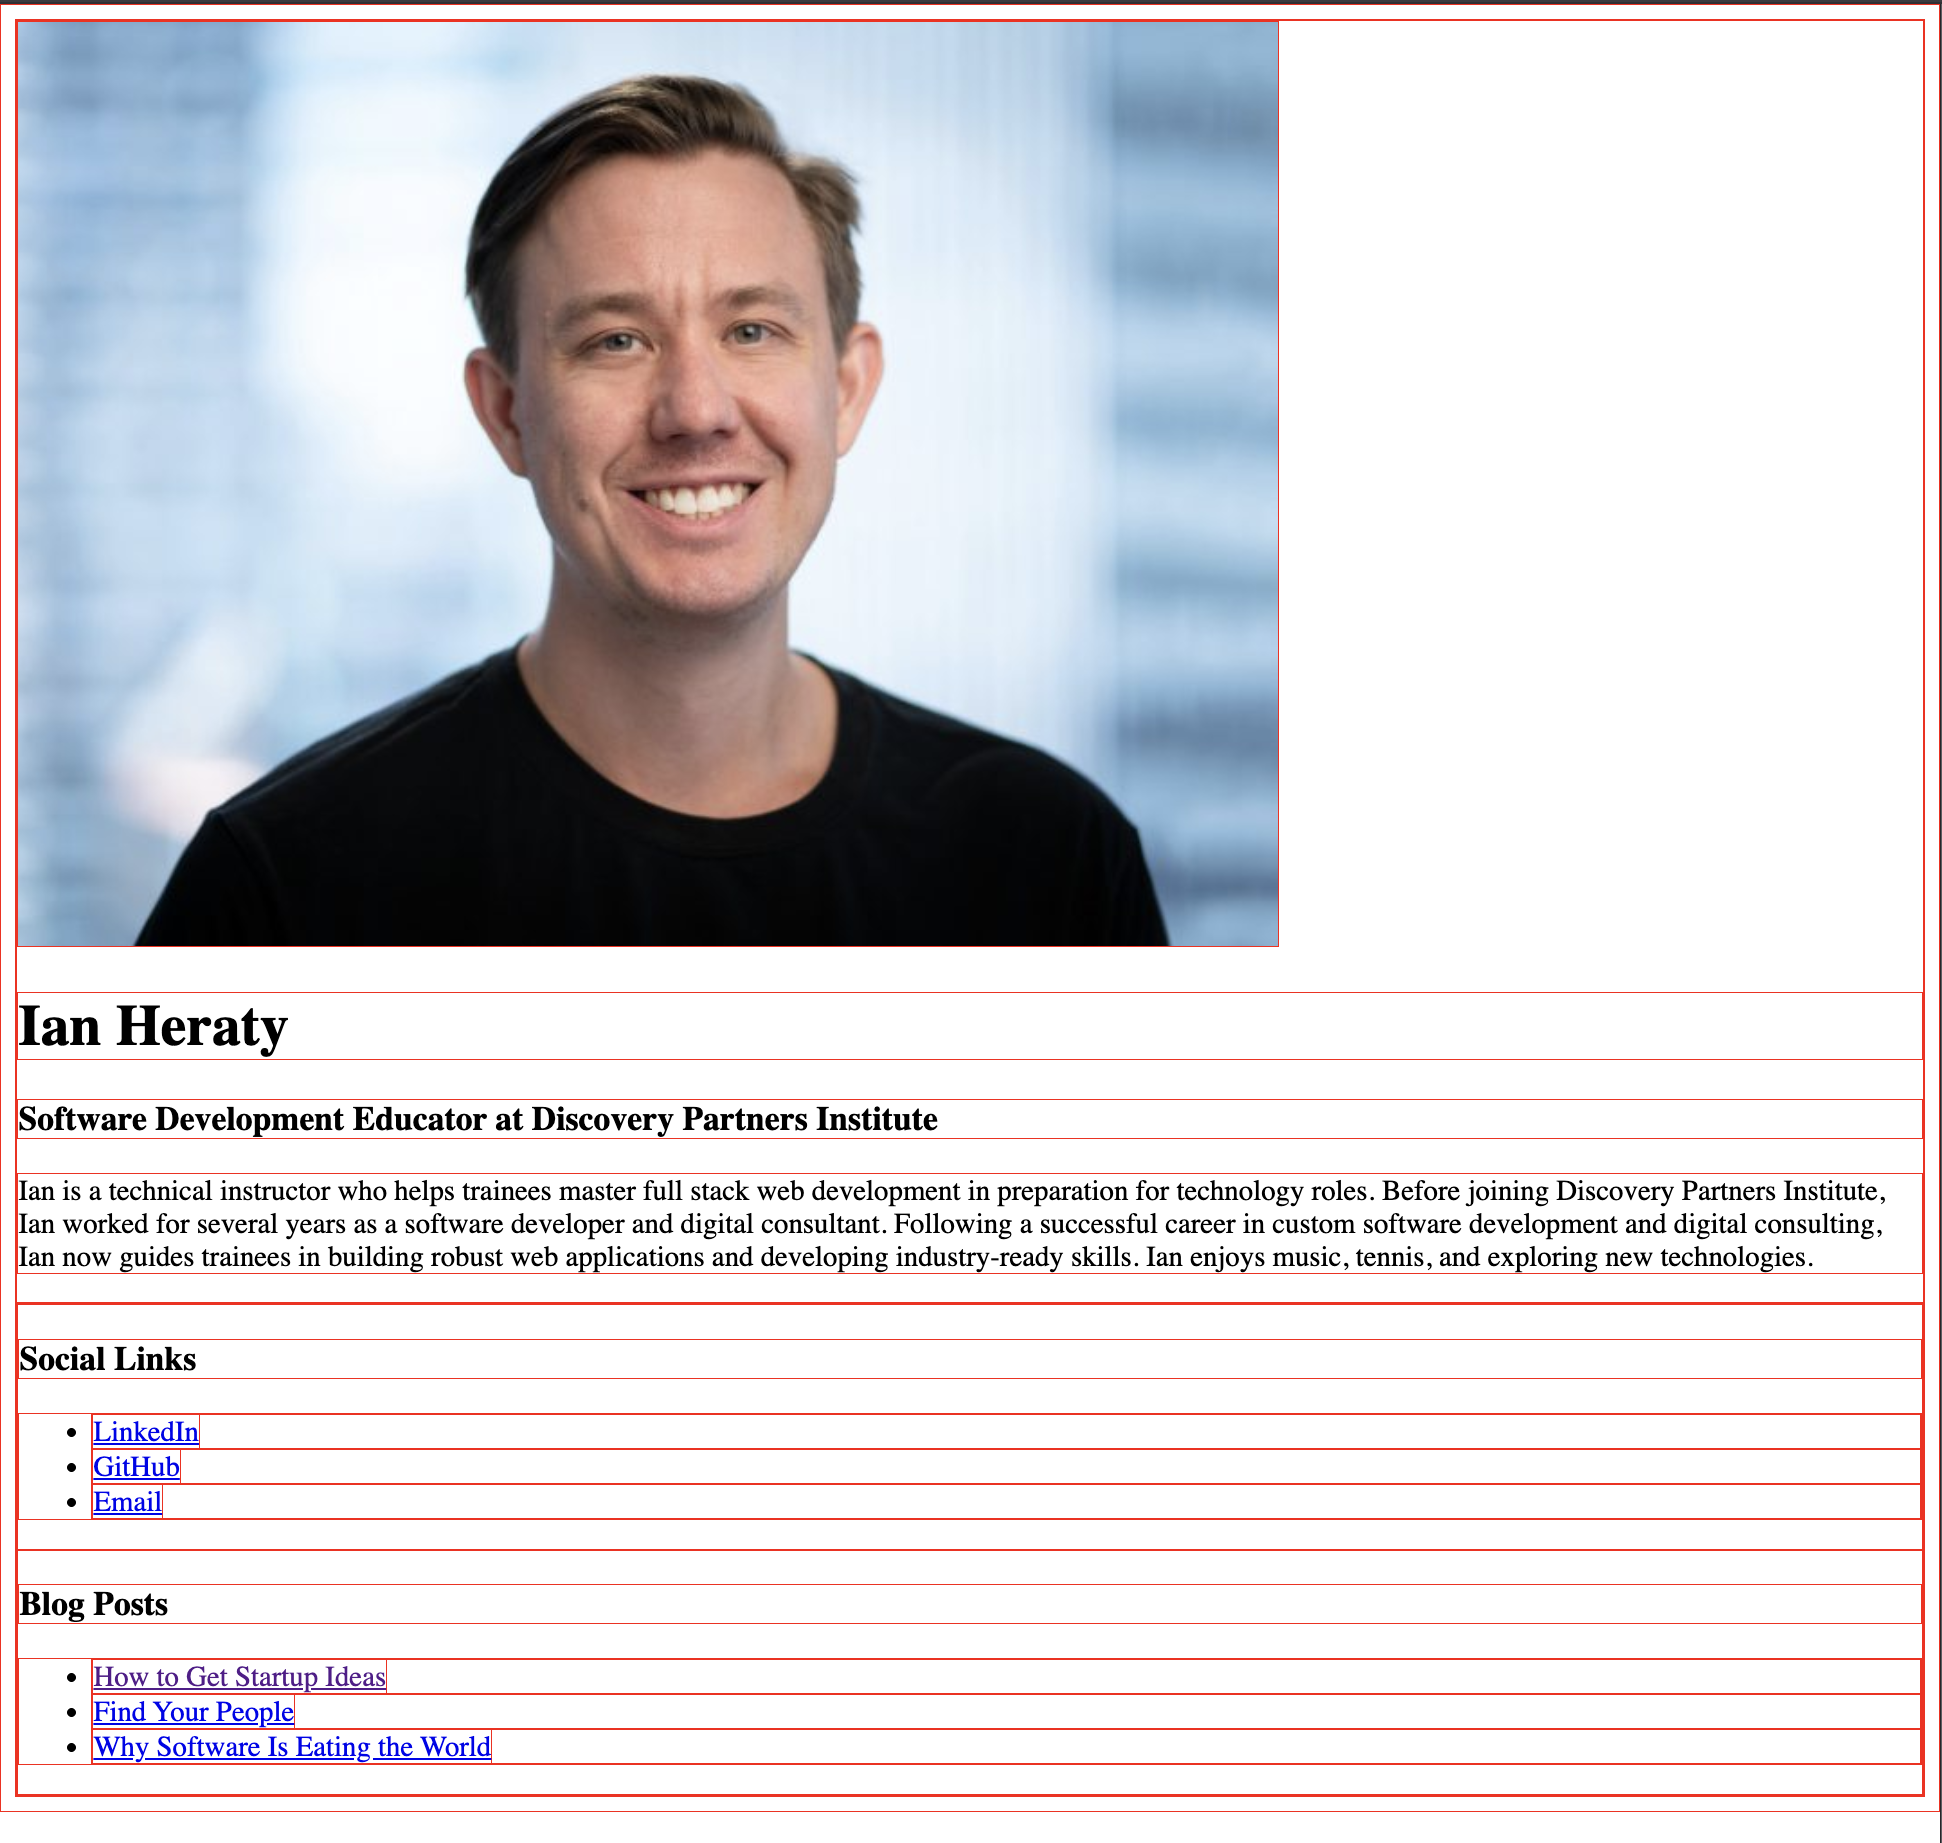 Ian Heraty
Software Development Educator at Discovery Partners Institute
Ian is a technical instructor who helps trainees master full stack web development in preparation for technology roles. Before joining Discovery Partners Institute,
Ian worked for several years as a software developer and digital consultant. Following a successful career in custom software development and digital consulting,
Ian now guides trainees in building robust web applications and developing industry-ready skills. Ian enjoys music, tennis, and exploring new technologies.
Social Links
LinkedIn
GitHub
Email
Blog Posts
How to Get Startup Ideas
Find Your People
Why Software Is Eating the World